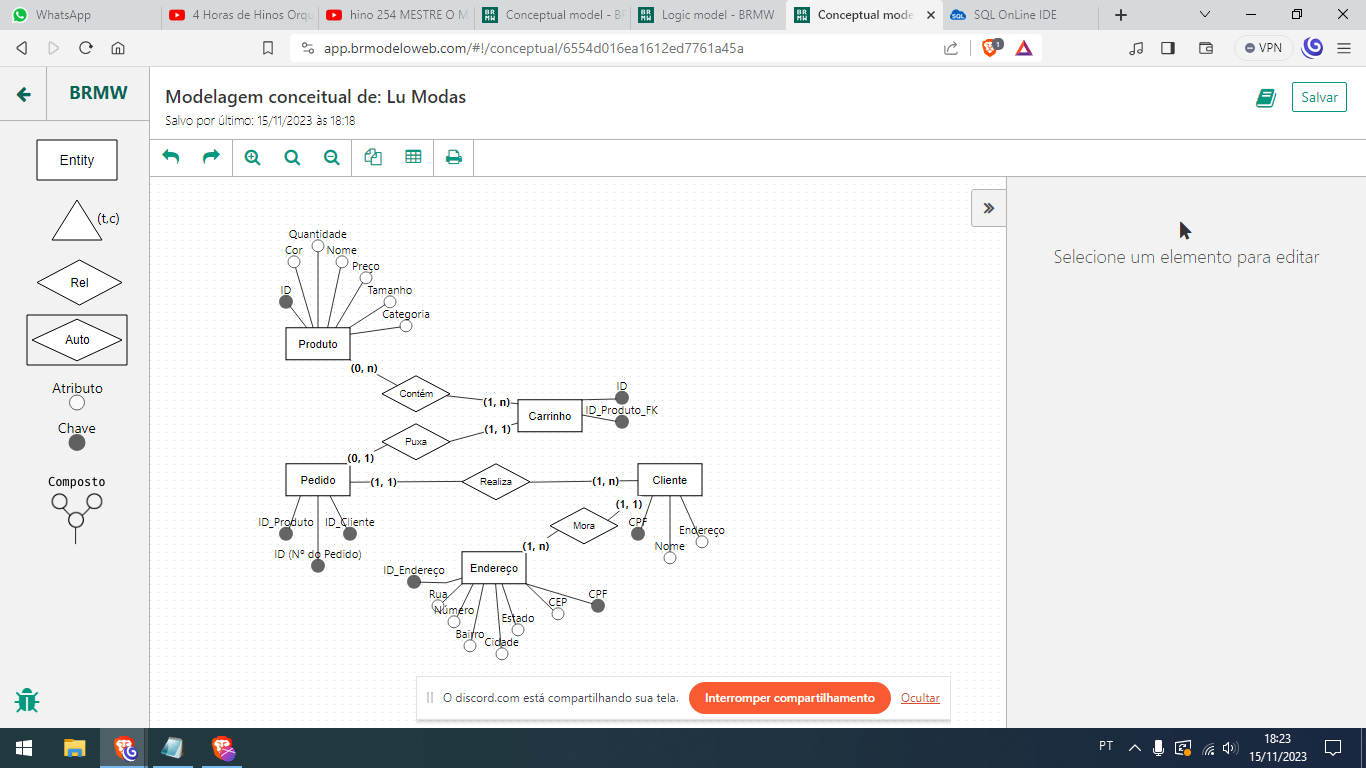 WhatsApp
4 Horas de Hinos Orqu
hino 254 MESTRE O M
Conceptual model - BR
Logic model - BRMW
Conceptual mode
SQL OnLine IDE
app.brmodeloweb.com/#!/conceptual/6554d016ea1612ed7761a45a
1
VPN
BRMW
Modelagem conceitual de: Lu Modas
Salvo por último: 15/11/2023 às 18:18
Salvar
Entity
(t,c)
Rel
Auto
Atributo
Chave
Composto
Selecione um elemento para editar
Quantidade
Cor
Nome
Preço
ID
Tamanho
Categoria
Produto
(0, n)
Contém
(1, n)
Carrinho
ID
ID_Produto_FK
Puxa
(1, 1)
(0, 1)
Pedido
(1, 1)
Realiza
(1, n)
Cliente
(1, 1)
Mora
(1, n)
ID_Produto
ID_Cliente
ID (Nº do Pedido)
CPF
Nome
Endereço
Endereço
ID_Endereço
Rua
Número
Bairro
Cidade
Estado
CEP
CPF
O discord.com está compartilhando sua tela.
Interromper compartilhamento
Ocultar
PT
18:23
15/11/2023